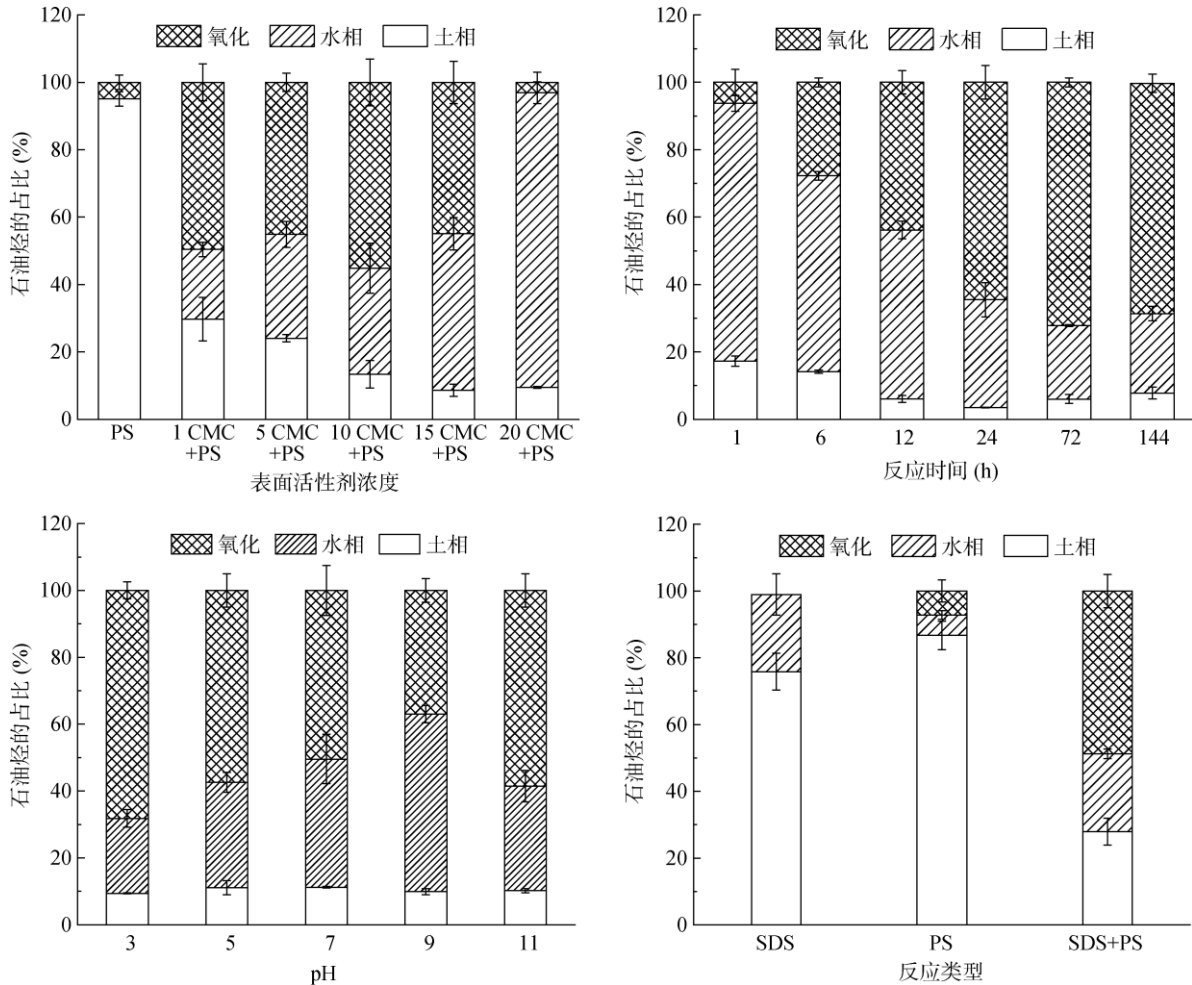 120
100
80
60
40
20
0
石油烃的占比 (%)
氧化 水相 土相
PS 1 CMC 5 CMC 10 CMC 15 CMC 20 CMC
+PS +PS +PS +PS +PS
表面活性剂浓度
120
100
80
60
40
20
0
石油烃的占比 (%)
氧化 水相 土相
1 6 12 24 72 144
反应时间 (h)
120
100
80
60
40
20
0
石油烃的占比 (%)
氧化 水相 土相
3 5 7 9 11
pH
120
100
80
60
40
20
0
石油烃的占比 (%)
氧化 水相 土相
SDS PS SDS+PS
反应类型